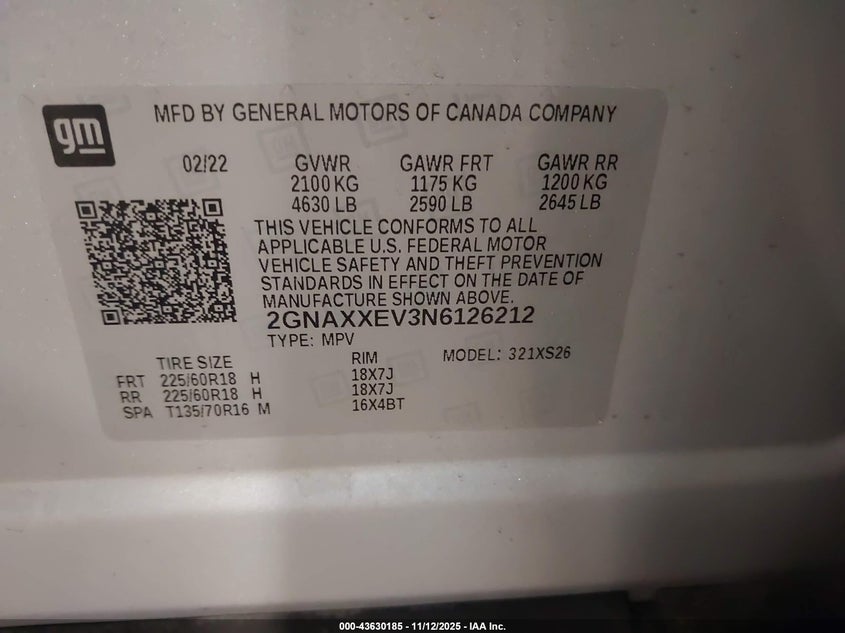 gm
MFD BY GENERAL MOTORS OF CANADA COMPANY
02/22 GVWR GAWR FRT GAWR RR
2100 KG 1175 KG 1200 KG
4630 LB 2590 LB 2645 LB
THIS VEHICLE CONFORMS TO ALL
APPLICABLE U.S. FEDERAL MOTOR
VEHICLE SAFETY AND THEFT PREVENTION
STANDARDS IN EFFECT ON THE DATE OF
MANUFACTURE SHOWN ABOVE.
2GNAXXEV3N6126212
TYPE: MPV
TIRE SIZE RIM MODEL: 321XS26
FRT 225/60R18 H 18X7J
RR 225/60R18 H 18X7J
SPA T135/70R16 M 16X4BT
000-43630185 - 11/12/2025 - IAA Inc.